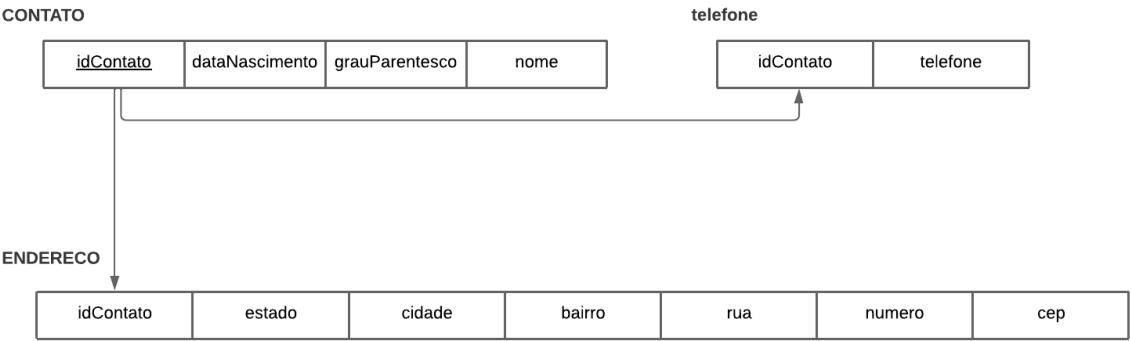 CONTATO
telefone
idContato dataNascimento grauParentesco nome
idContato telefone
ENDERECO
idContato estado cidade bairro rua numero cep